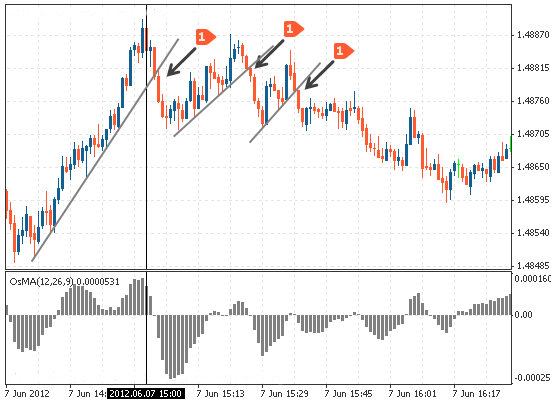 1
1
1
1.48870
1.48815
1.48760
1.48705
1.48650
1.48595
1.48540
1.48485
OsMA(12,26,9) 0.0000531
0.000160
0.00
-0.00025
7 Jun 2012
7 Jun 14:
2012.06.07 15:00
7 Jun 15:13
7 Jun 15:29
7 Jun 15:45
7 Jun 16:01
7 Jun 16:17